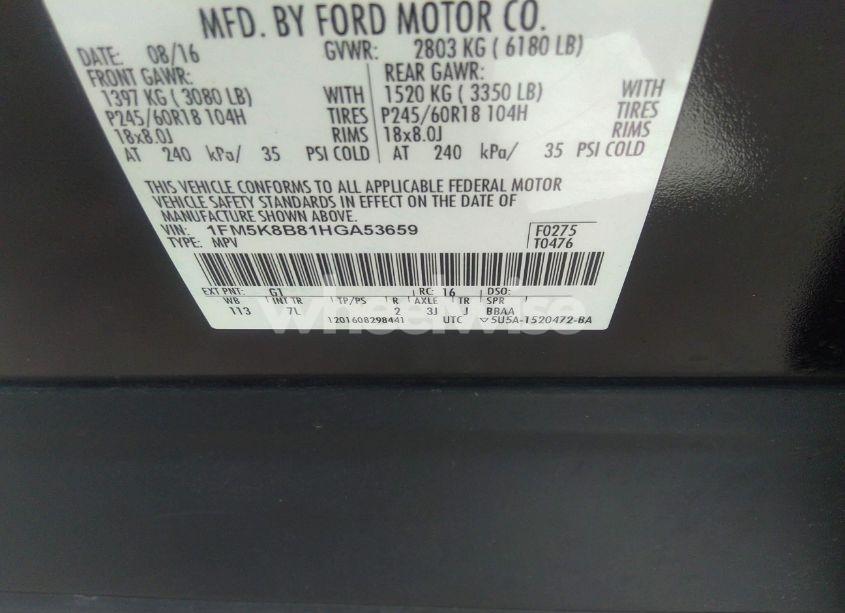 MFD. BY FORD MOTOR CO.
DATE: 08/16 GVWR: 2803 KG ( 6180 LB)
FRONT GAWR: REAR GAWR:
1397 KG ( 3080 LB) WITH 1520 KG ( 3350 LB) WITH
P245/60R18 104H TIRES P245/60R18 104H TIRES
18x8.0J RIMS 18x8.0J RIMS
AT 240 kPa/ 35 PSI COLD AT 240 kPa/ 35 PSI COLD
THIS VEHICLE CONFORMS TO ALL APPLICABLE FEDERAL MOTOR
VEHICLE SAFETY STANDARDS IN EFFECT ON THE DATE OF
MANUFACTURE SHOWN ABOVE.
VIN: 1FM5K8B81HGA53659 F0275
TYPE: MPV T0476
EXT PNT: G1 RC: 16 DSO:
WB INT TR TP/PS R AXLE TR SPR
113 7L 2 3J J BBAA
1201608298441 UTC 5U5A-1520472-BA
wheelwise